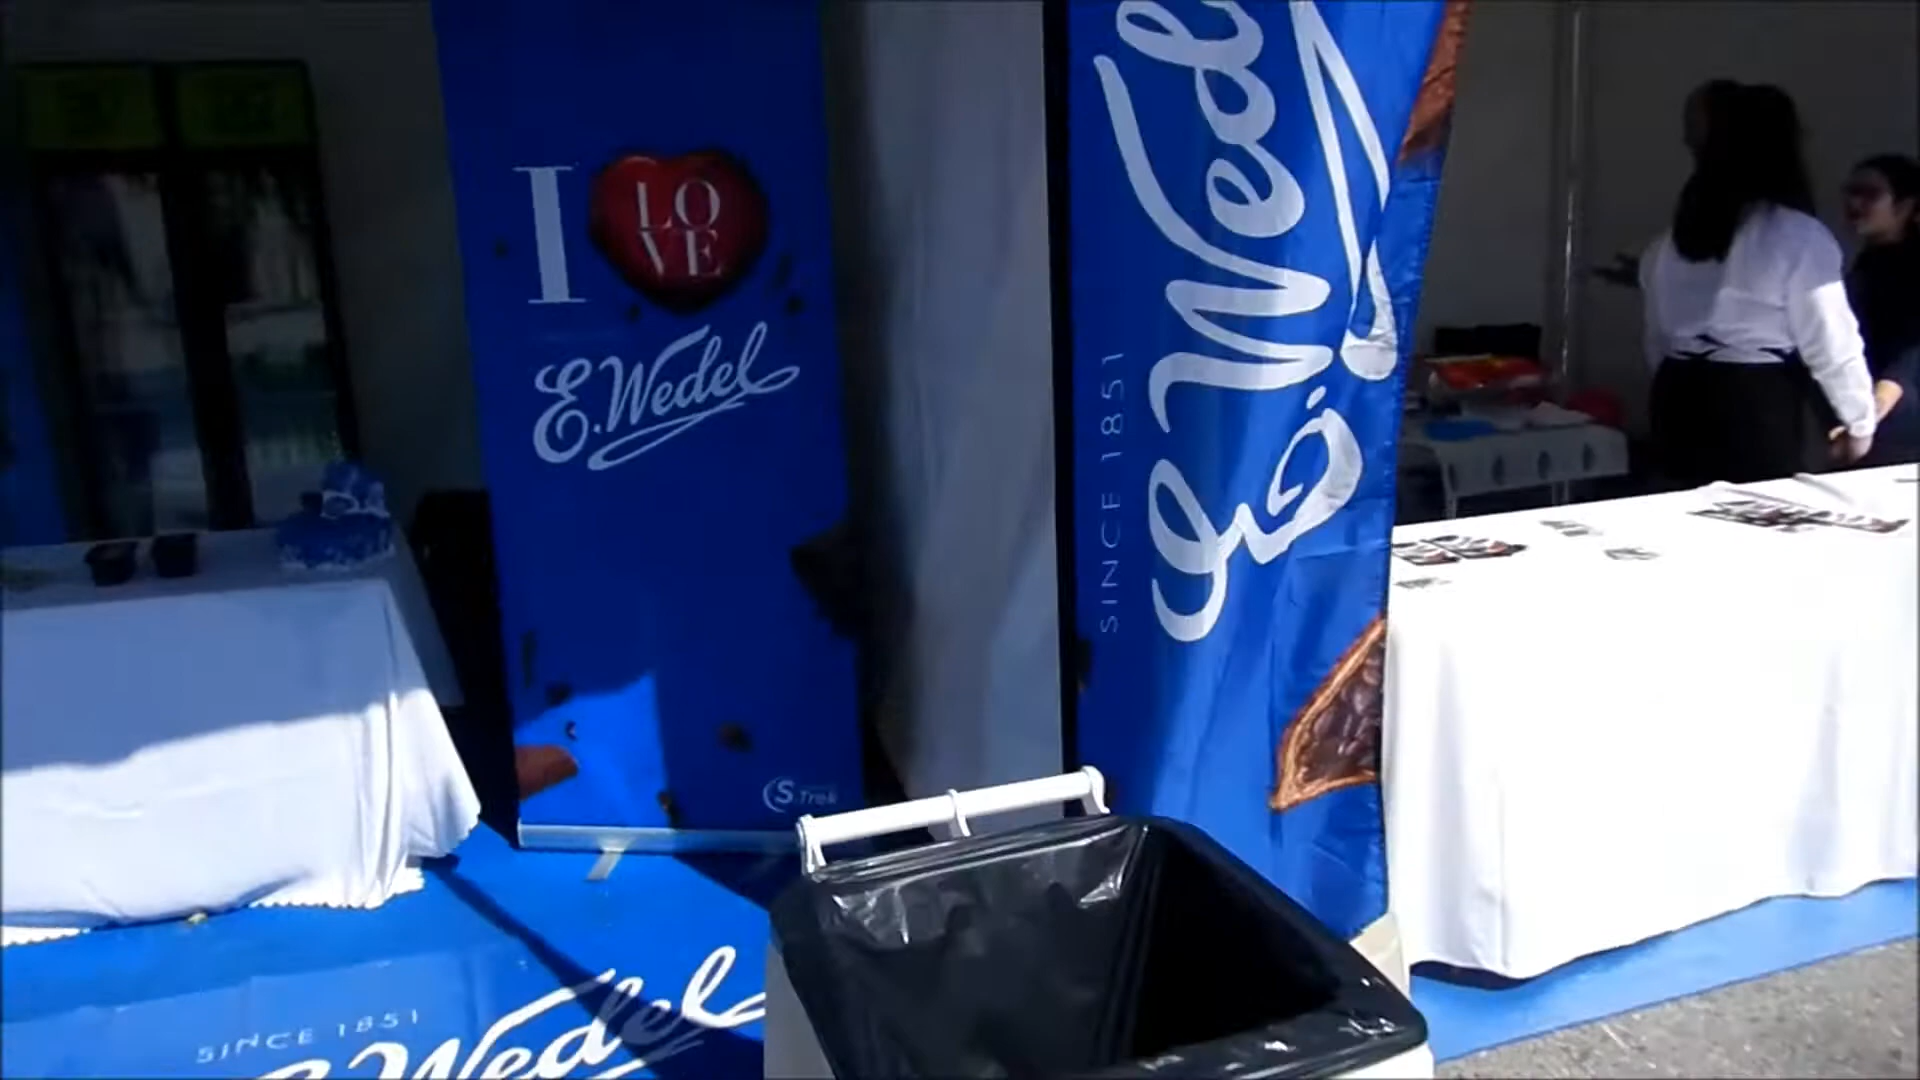 I
LO
VE
E. Wedel
S-Trek
SINCE 1851
E. Wedel
SINCE 1851
E. Wedel